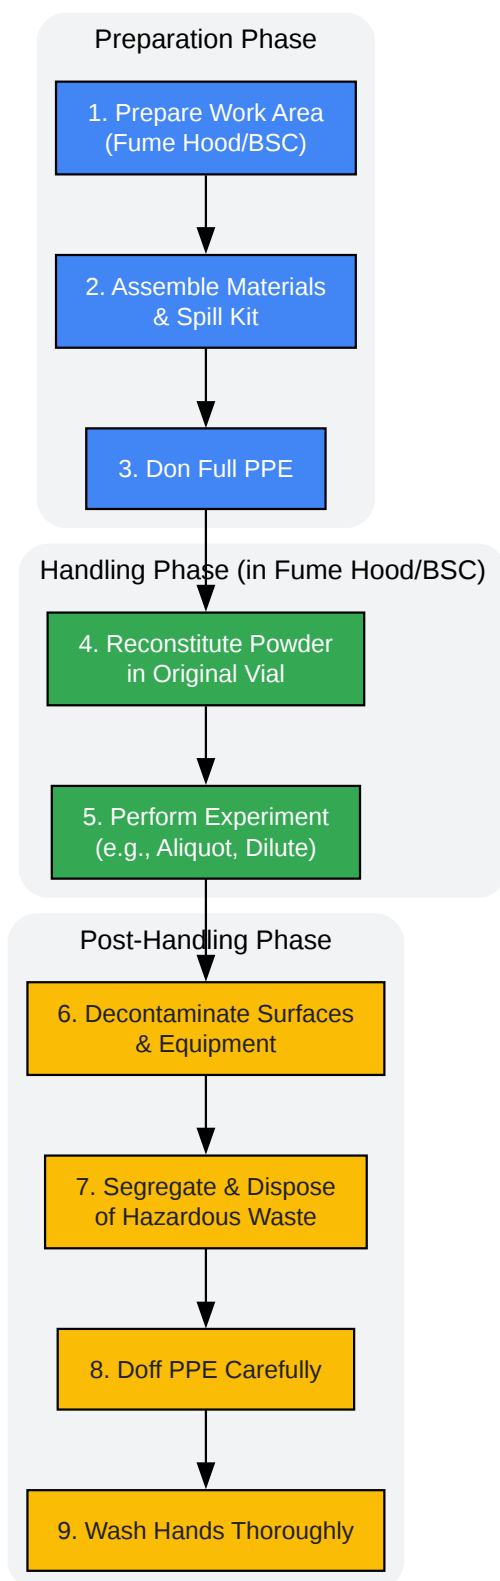 Preparation Phase
1. Prepare Work Area
(Fume Hood/BSC)
2. Assemble Materials
& Spill Kit
3. Don Full PPE
Handling Phase (in Fume Hood/BSC)
4. Reconstitute Powder
in Original Vial
5. Perform Experiment
(e.g., Aliquot, Dilute)
Post-Handling Phase
6. Decontaminate Surfaces
& Equipment
7. Segregate & Dispose
of Hazardous Waste
8. Doff PPE Carefully
9. Wash Hands Thoroughly